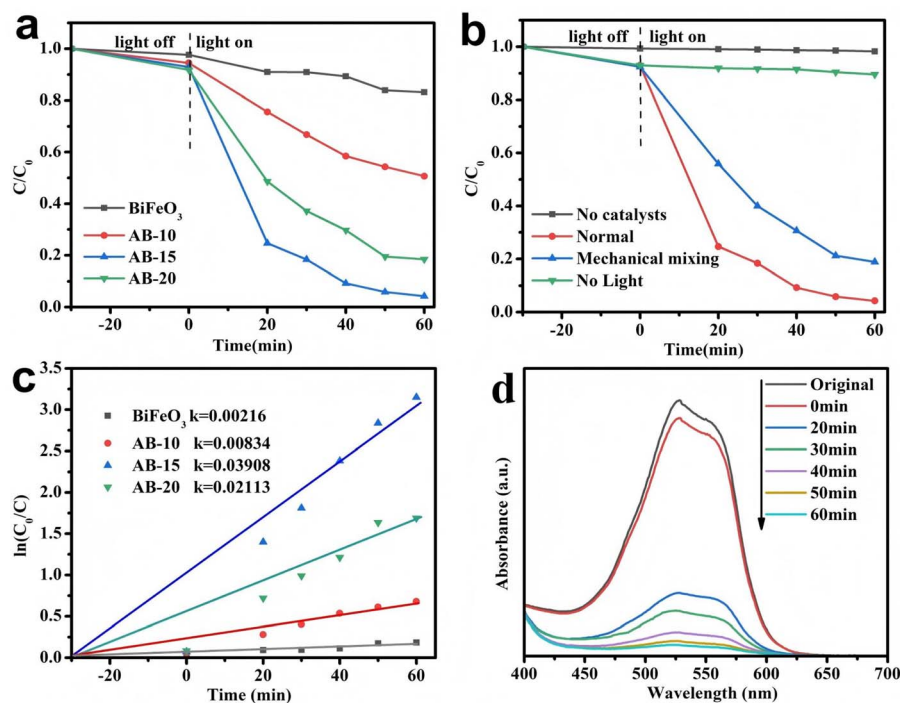 a
light off
light on
C/C₀
1.0
0.8
0.6
0.4
0.2
0.0
BiFeO₃
AB-10
AB-15
AB-20
-20
0
20
40
60
Time(min)
b
light off
light on
C/C₀
1.0
0.8
0.6
0.4
0.2
0.0
No catalysts
Normal
Mechanical mixing
No Light
-20
0
20
40
60
Time(min)
c
ln(C₀/C)
3.5
3.0
2.5
2.0
1.5
1.0
0.5
0.0
BiFeO₃ k=0.00216
AB-10 k=0.00834
AB-15 k=0.03908
AB-20 k=0.02113
-20
0
20
40
60
Time (min)
d
Absorbance (a.u.)
Original
0min
20min
30min
40min
50min
60min
400
450
500
550
600
650
700
Wavelength (nm)